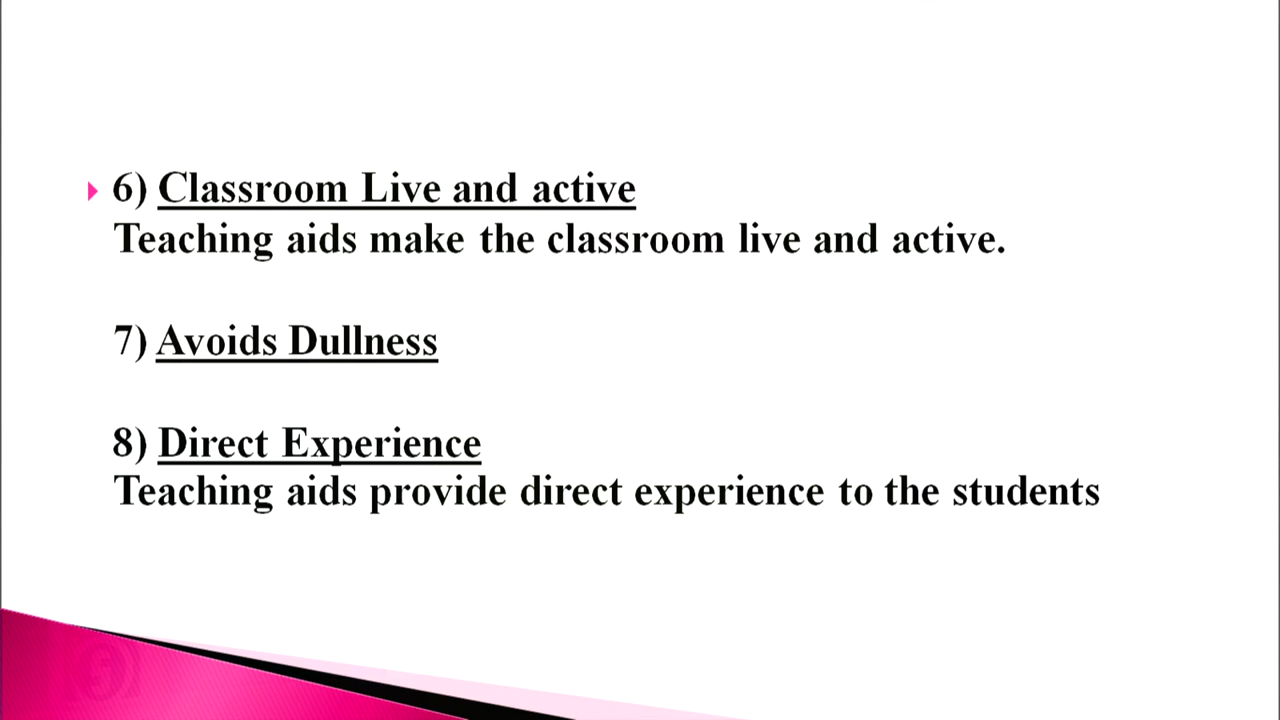 6) Classroom Live and active
Teaching aids make the classroom live and active.
7) Avoids Dullness
8) Direct Experience
Teaching aids provide direct experience to the students